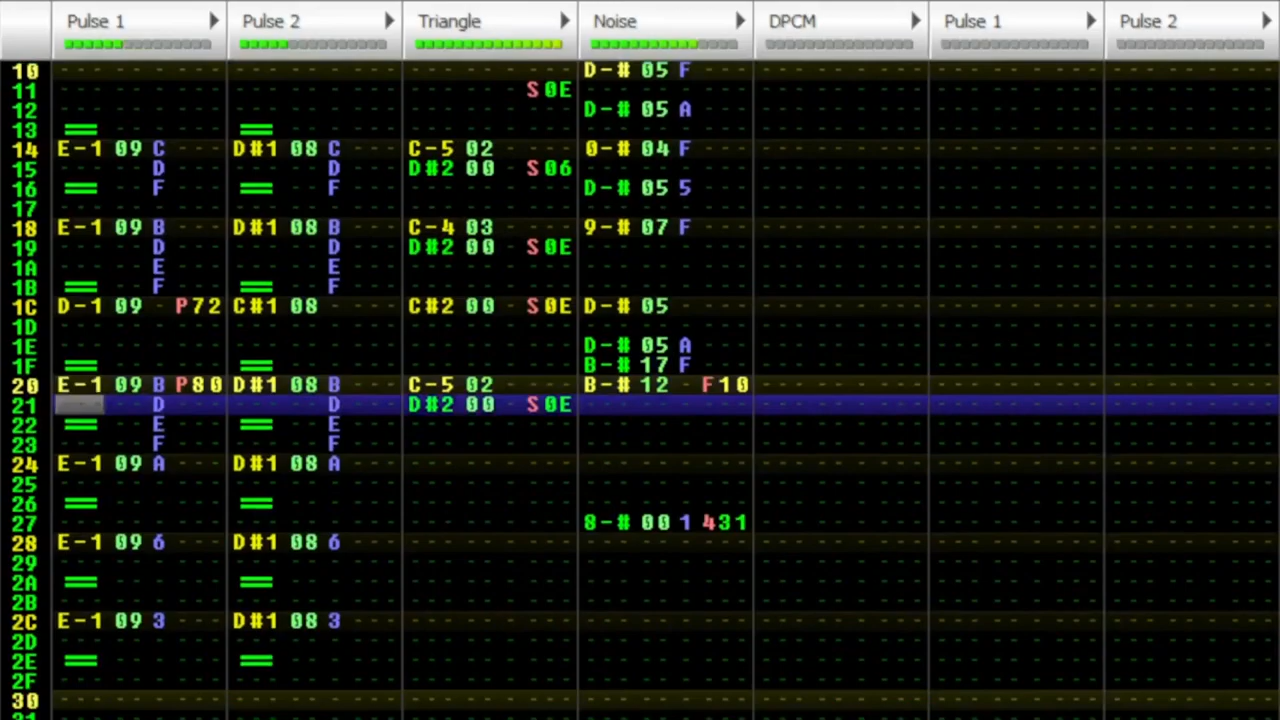 Pulse 1 Pulse 2 Triangle Noise DPCM Pulse 1 Pulse 2
10 D-# 05 F
11 S0E
12 D-# 05 A
13
14 E-1 09 C D#1 08 C C-5 02 0-# 04 F
15 D D D#2 00 S06
16 F F D-# 05 5
17
18 E-1 09 B D#1 08 B C-4 03 9-# 07 F
19 D D D#2 00 S0E
1A E E
1B F F
1C D-1 09 P72 C#1 08 C#2 00 S0E D-# 05
1D
1E D-# 05 A
1F B-# 17 F
20 E-1 09 B P80 D#1 08 B C-5 02 B-# 12 F10
21 D D D#2 00 S0E
22 E E
23 F F
24 E-1 09 A D#1 08 A
25
26
27 8-# 00 1 431
28 E-1 09 6 D#1 08 6
29
2A
2B
2C E-1 09 3 D#1 08 3
2D
2E
2F
30